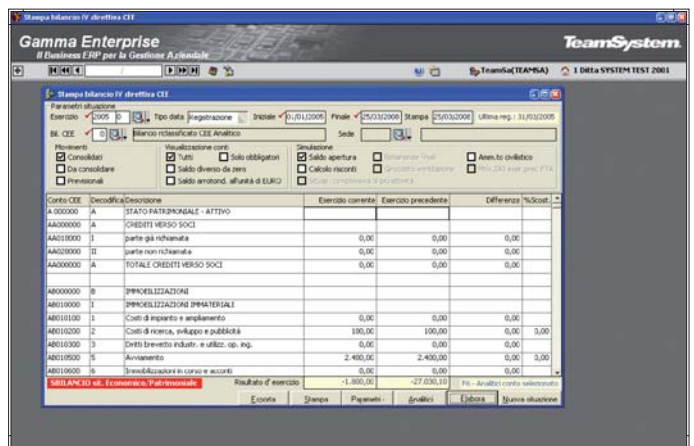 Stampa bilancio IV direttira CEE
Gamma Enterprise
Il Business ERP per la Gestione Aziendale
TeamSystem.
TeamSa(TEAMSA) 1 Ditta SYSTEM TEST 2001
Stampa bilancio IV direttira CEE
Parametri situazione
Esercizio 2005 0 Tipo data Registrazione Iniziale 01/01/2005 Finale 25/03/2006 Stampa 25/03/2006 Ultima reg.: 31/03/2005
Bil. CEE 1 0 Bilancio riclassificato CEE Analitico Sede
Movimenti Visualizzazione conti Simulazione
Consolidati Tutti Solo obbligatori Saldo apertura Rimanenze finali Amm.to civilistico
Da consolidare Saldo diverso da zero Calcolo risconti
Previsionali Saldo arrotond. all'unità di EURO
Conto CEE Decodifica Descrizione Esercizio corrente Esercizio precedente Differenza %Scost.
A 000000 A STATO PATRIMONIALE - ATTIVO
AA000000 A CREDITI VERSO SOCI
AA010000 I parte già richiamata 0,00 0,00 0,00
AA020000 II parte non richiamata 0,00 0,00 0,00
AA000000 A TOTALE CREDITI VERSO SOCI 0,00 0,00 0,00
AB000000 B IMMOBILIZZAZIONI
AB010000 I IMMOBILIZZAZIONI IMMATERIALI
AB010100 1 Costi di impianto e ampliamento 0,00 0,00 0,00
AB010200 2 Costi di ricerca, sviluppo e pubblicità 100,00 100,00 0,00 0,00
AB010300 3 Diritti brevetto industr. e utilizz. op. ing. 0,00 0,00 0,00
AB010500 5 Avviamento 2.400,00 2.400,00 0,00 0,00
AB010600 6 Immobilizzazioni in corso e acconti 0,00 0,00 0,00
SBILANCIO sit. Economico/Patrimoniale Risultato d'esercizio -1.800,00 -27.030,10 F6 - Analitici conto selezionato
Esporta Stampa Parametri - Analitici Elabora Nuova situazione